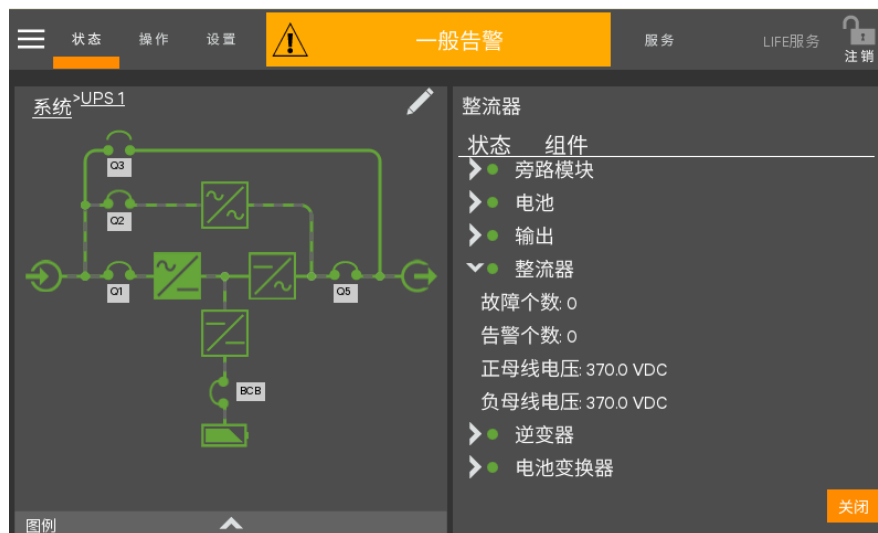 状态 操作 设置 一般告警 服务 LIFE服务 注销
系统>UPS 1
Q3
Q2
Q1
Q5
BCB
图例
整流器
状态 组件
旁路模块
电池
输出
整流器
故障个数: 0
告警个数: 0
正母线电压: 370.0 VDC
负母线电压: 370.0 VDC
逆变器
电池变换器
关闭